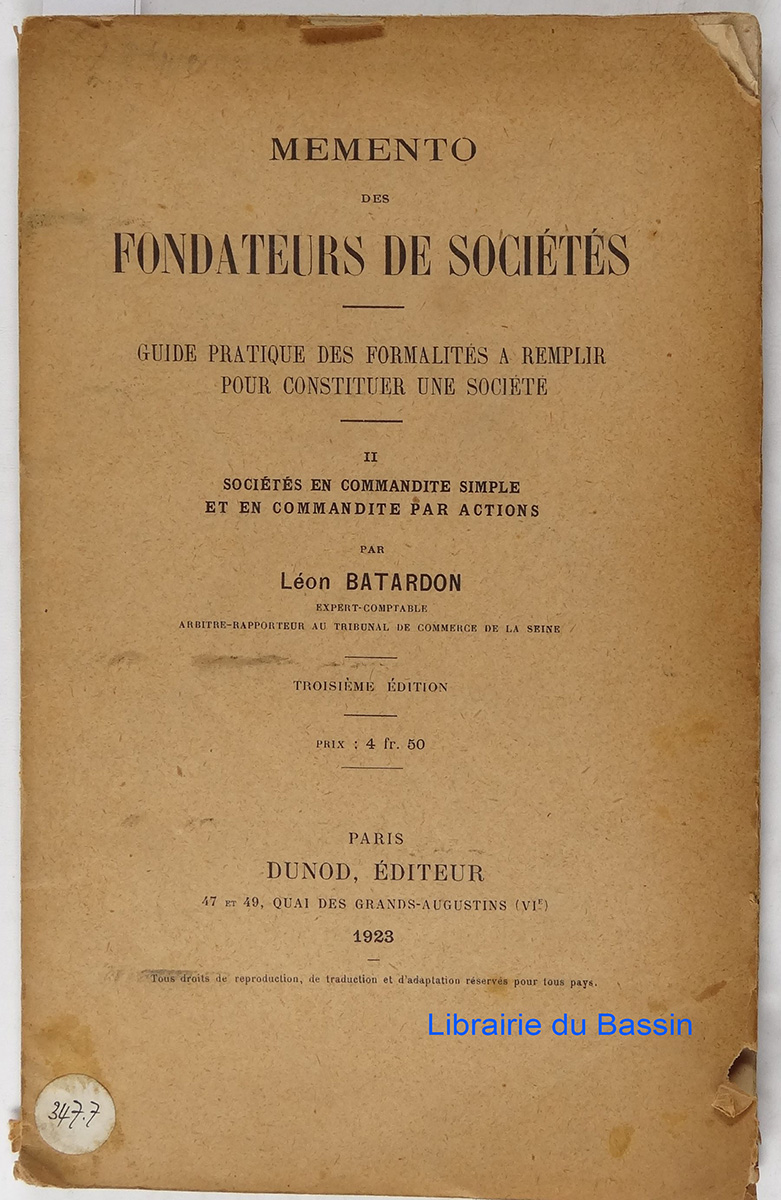 MEMENTO
DES
FONDATEURS DE SOCIÉTÉS
GUIDE PRATIQUE DES FORMALITÉS A REMPLIR
POUR CONSTITUER UNE SOCIÉTÉ
II
SOCIÉTÉS EN COMMANDITE SIMPLE
ET EN COMMANDITE PAR ACTIONS
PAR
Léon BATARDON
EXPERT-COMPTABLE
ARBITRE-RAPPORTEUR AU TRIBUNAL DE COMMERCE DE LA SEINE
TROISIÈME ÉDITION
PRIX : 4 fr. 50
PARIS
DUNOD, ÉDITEUR
47 ET 49, QUAI DES GRANDS-AUGUSTINS (VIE)
1923
Tous droits de reproduction, de traduction et d'adaptation réservés pour tous pays.
Librairie du Bassin
347.7